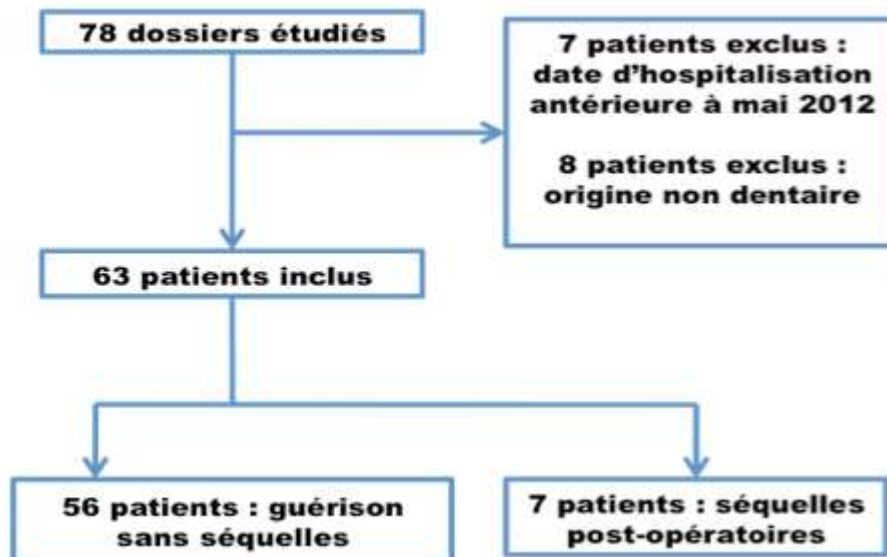 78 dossiers étudiés
7 patients exclus :
date d'hospitalisation
antérieure à mai 2012
8 patients exclus :
origine non dentaire
63 patients inclus
56 patients : guérison
sans séquelles
7 patients : séquelles
post-opératoires